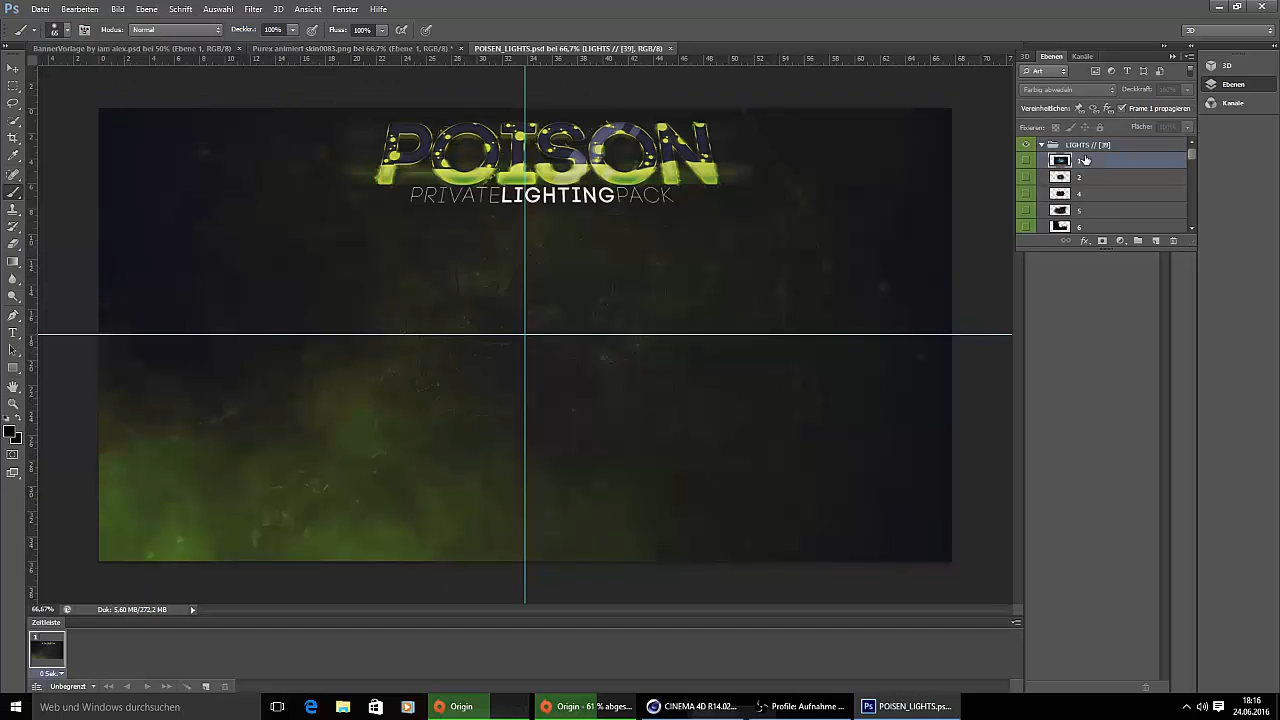 Ps Datei Bearbeiten Bild Ebene Schrift Auswahl Filter 3D Ansicht Fenster Hilfe
65 Modus: Normal Deckkr.: 100% Fluss: 100% 3D
BannerVorlage by iam alex.psd bei 50% (Ebene 1, RGB/8) × Purex animiert skin0083.png bei 66,7% (Ebene 1, RGB/8) * × POISEN_LIGHTS.psd bei 66,7% (LIGHTS // [39], RGB/8) ×
3D Ebenen Kanäle
3D
Art
Ebenen
Farbig abwedeln Deckkraft:
Kanäle
Vereinheitlichen: Frame 1 propagieren
Fixieren: Fläche:
LIGHTS // [39]
1
2
4
5
6
POISON
PRIVATELIGHTINGPACK
66,67% Dok: 5,60 MB/272,2 MB
Zeitleiste
1
0 Sek.
Unbegrenzt
Web und Windows durchsuchen
Origin
Origin - 61 % abges...
CINEMA 4D R14.02...
Profile: Aufnahme ...
POISEN_LIGHTS.ps...
18:16
24.06.2016